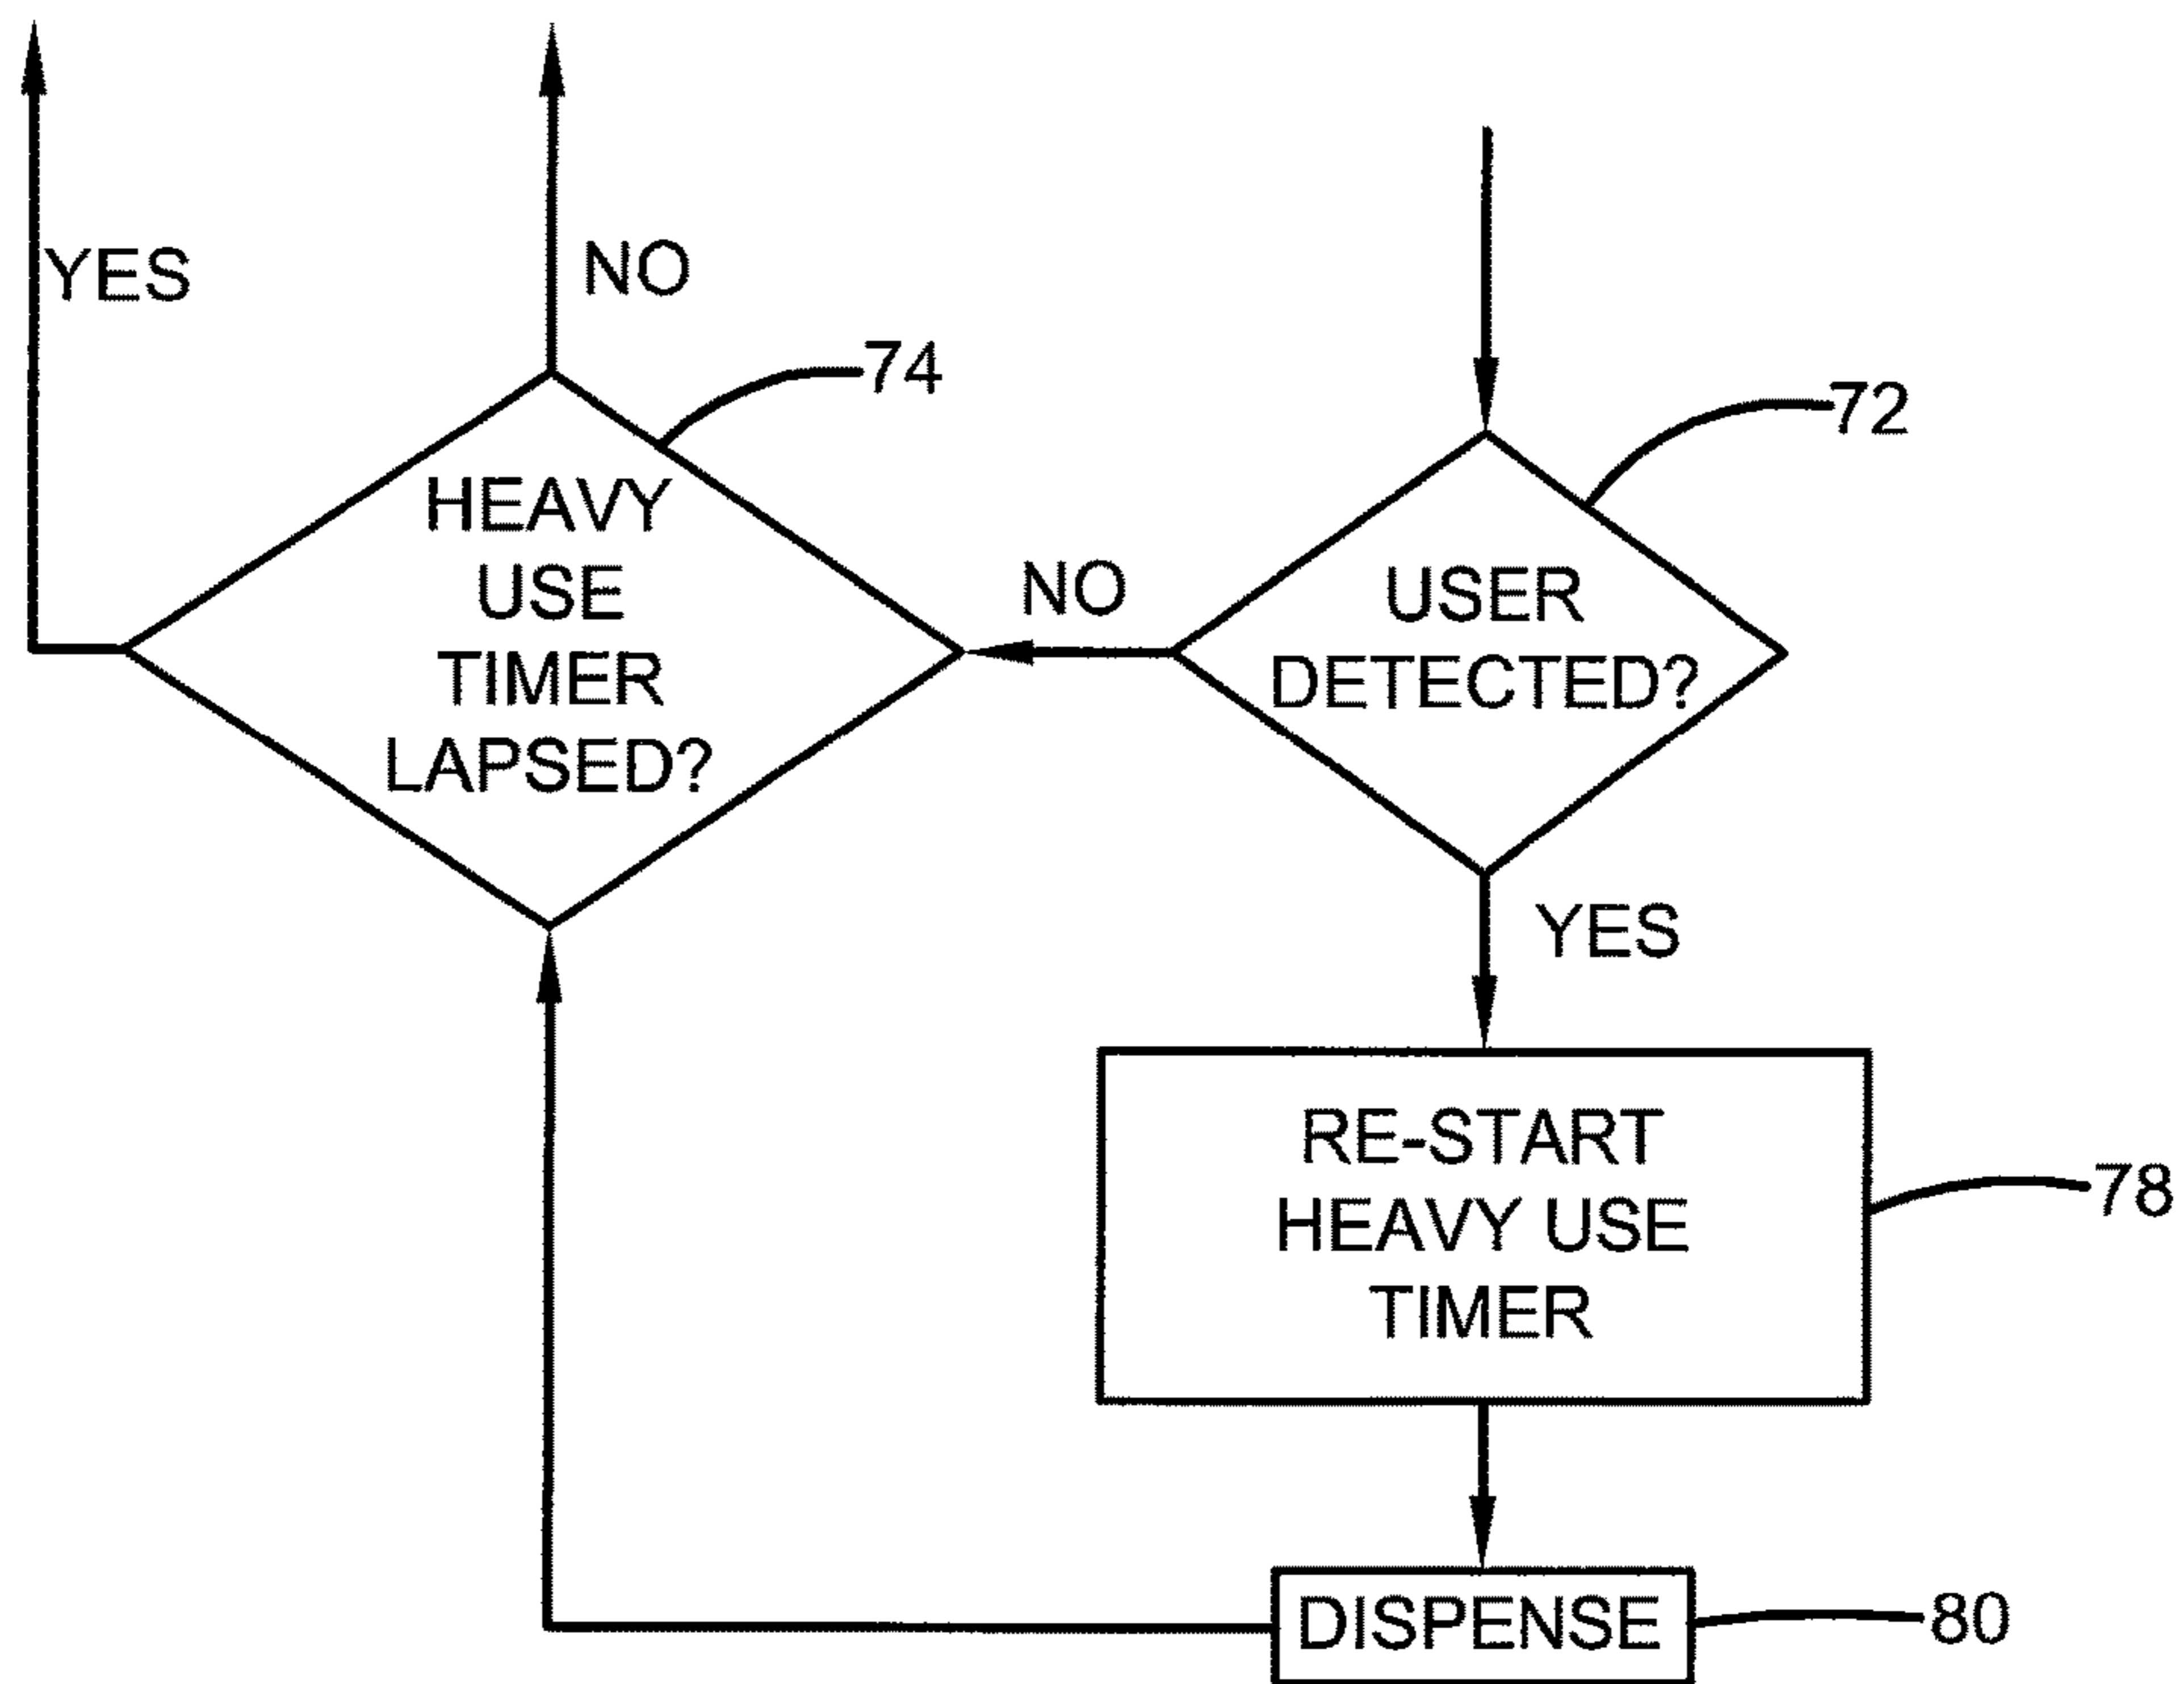 YES
NO
74
72
HEAVY
USE
TIMER
LAPSED?
NO
USER
DETECTED?
YES
RE-START
HEAVY USE
TIMER
78
DISPENSE
80